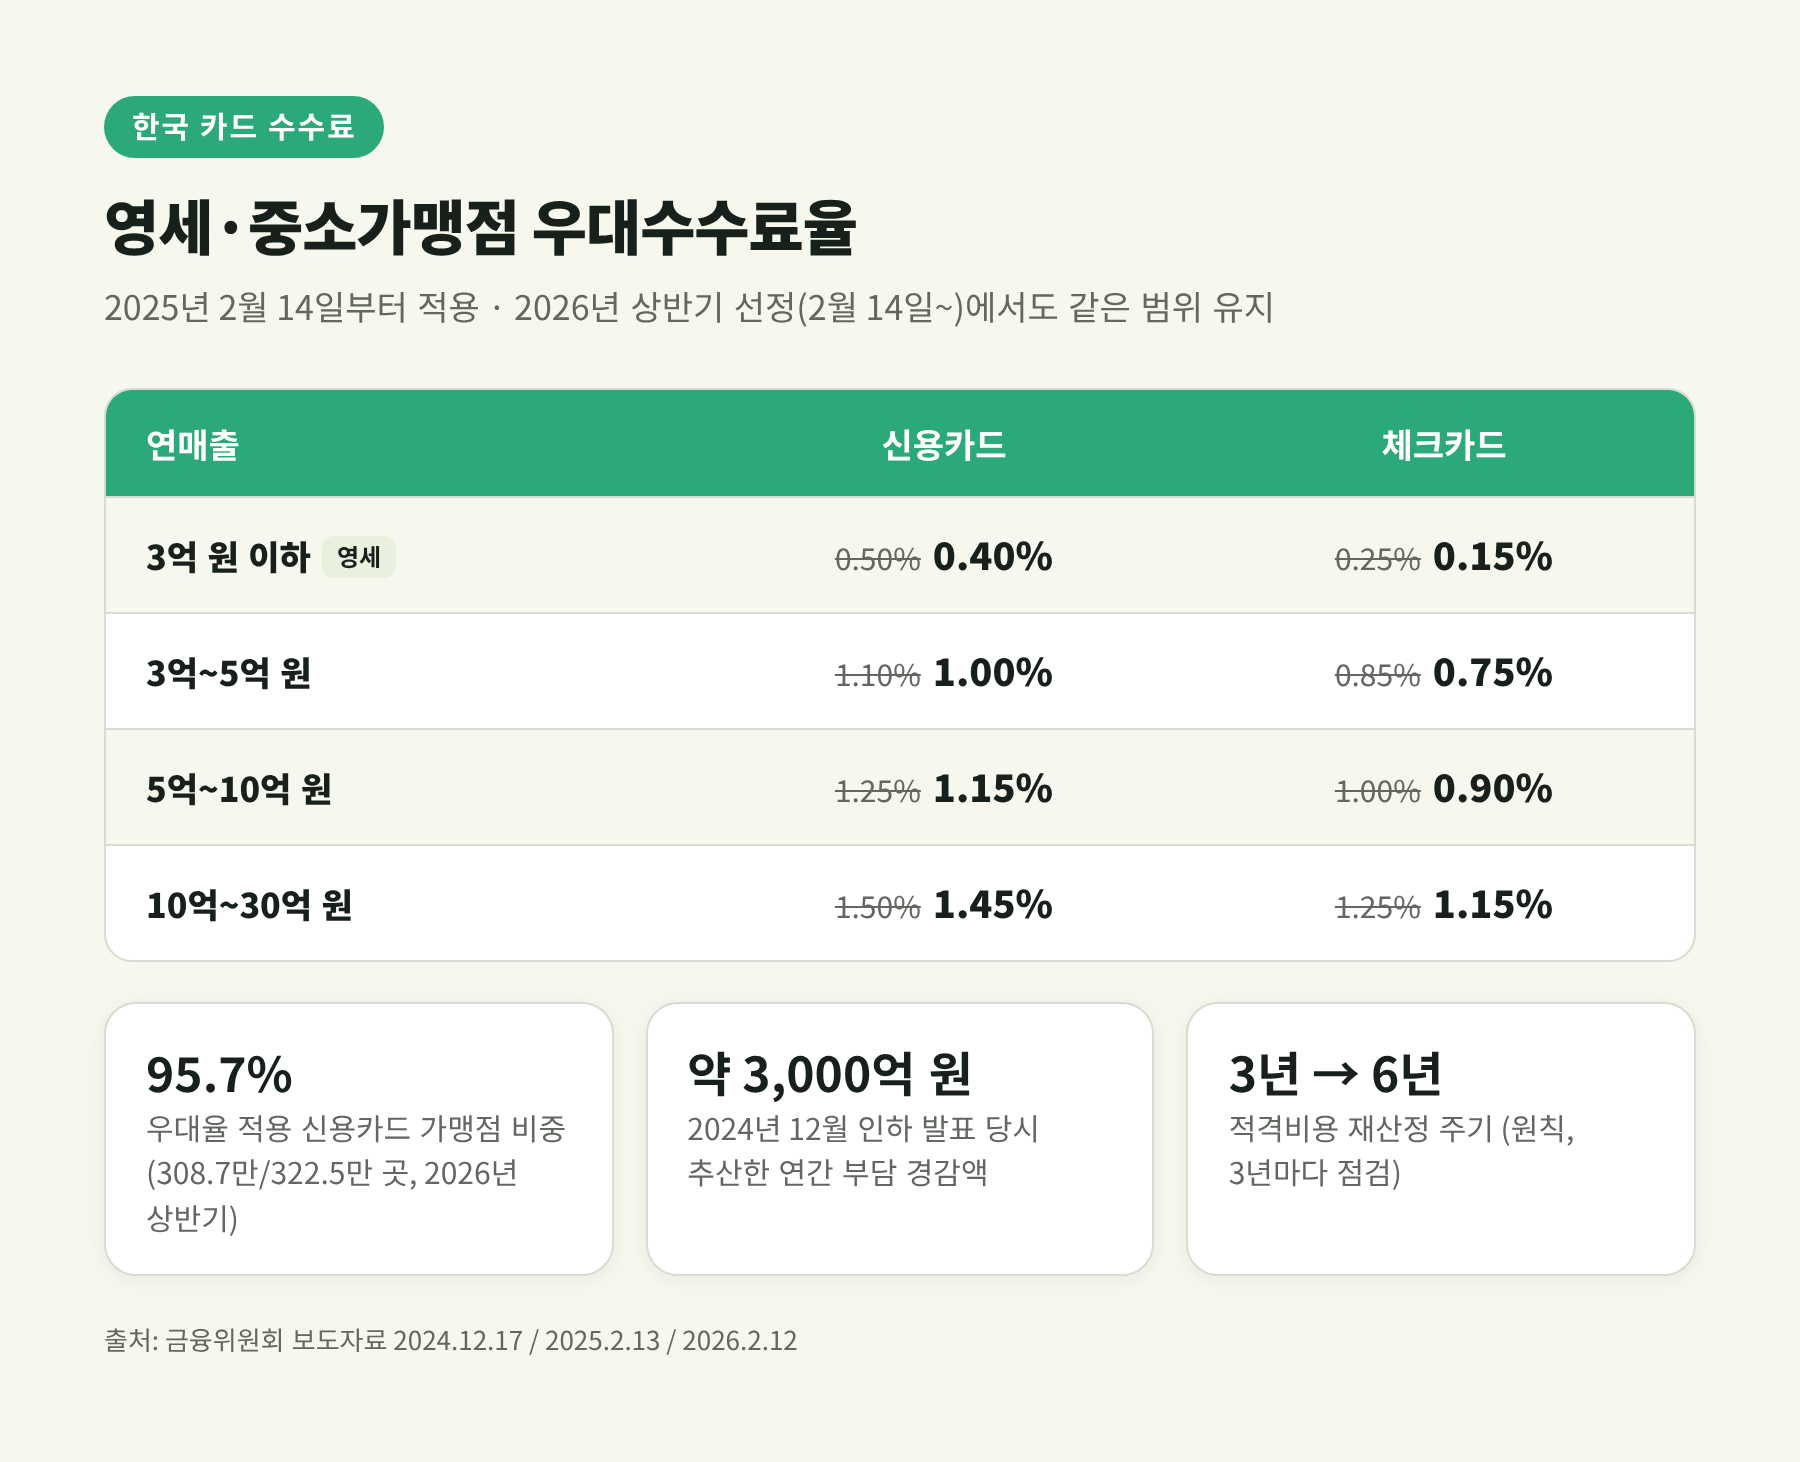 한국 카드 수수료
영세·중소가맹점 우대수수료율
2025년 2월 14일부터 적용 · 2026년 상반기 선정(2월 14일~)에서도 같은 범위 유지
연매출 신용카드 체크카드
3억 원 이하 영세 0.50% 0.40% 0.25% 0.15%
3억~5억 원 1.10% 1.00% 0.85% 0.75%
5억~10억 원 1.25% 1.15% 1.00% 0.90%
10억~30억 원 1.50% 1.45% 1.25% 1.15%
95.7%
우대율 적용 신용카드 가맹점 비중
(308.7만/322.5만 곳, 2026년
상반기)
약 3,000억 원
2024년 12월 인하 발표 당시
추산한 연간 부담 경감액
3년 → 6년
적격비용 재산정 주기 (원칙,
3년마다 점검)
출처: 금융위원회 보도자료 2024.12.17 / 2025.2.13 / 2026.2.12